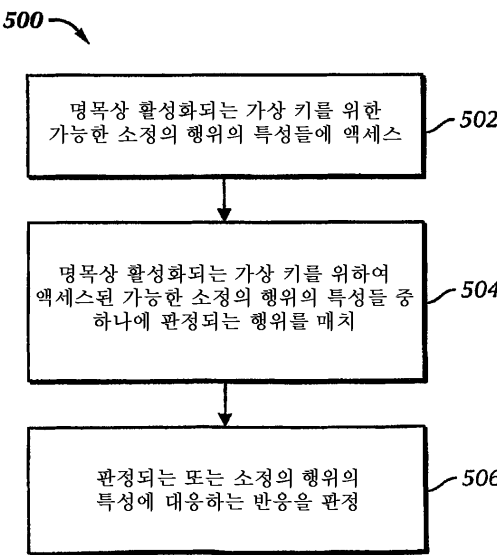 500
명목상 활성화되는 가상 키를 위한
가능한 소정의 행위의 특성들에 액세스
502
명목상 활성화되는 가상 키를 위하여
액세스된 가능한 소정의 행위의 특성들 중
하나에 판정되는 행위를 매치
504
판정되는 또는 소정의 행위의
특성에 대응하는 반응을 판정
506